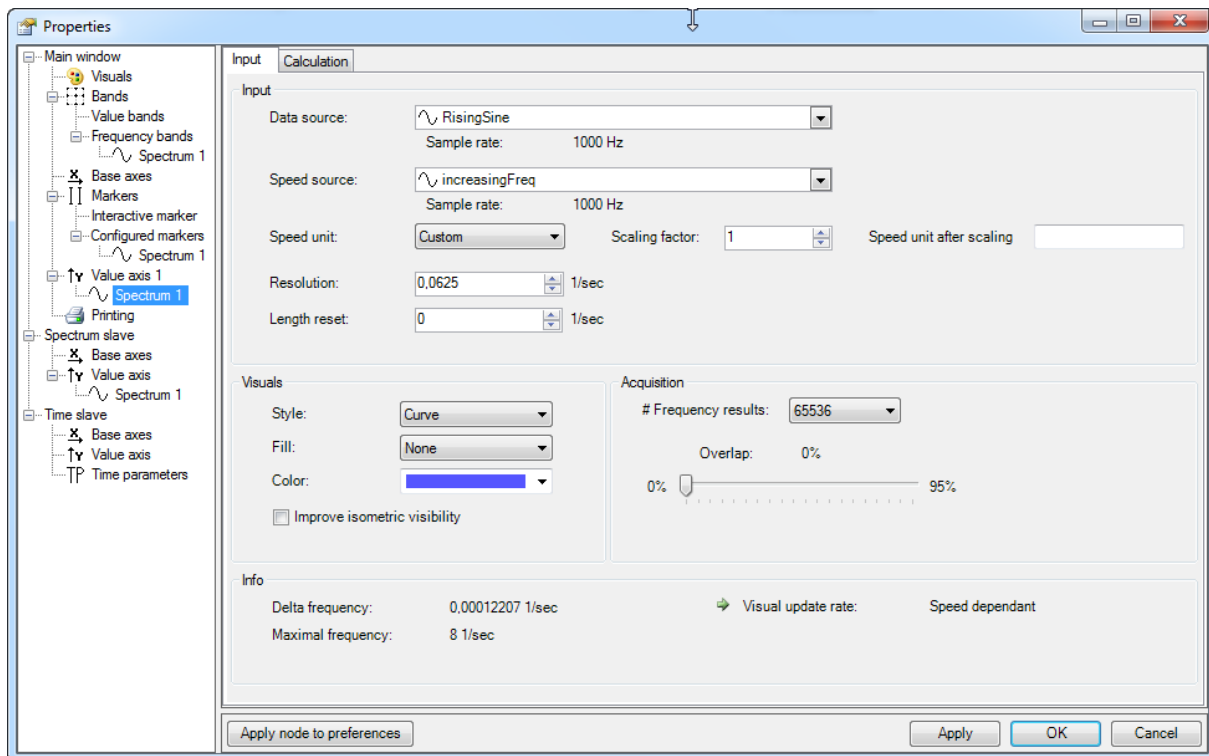 Properties
Main window
Visuals
Bands
Value bands
Frequency bands
Spectrum 1
Base axes
Markers
Interactive marker
Configured markers
Spectrum 1
Value axis 1
Spectrum 1
Printing
Spectrum slave
Base axes
Value axis
Spectrum 1
Time slave
Base axes
Value axis
TP Time parameters
Input Calculation
Input
Data source: RisingSine
Sample rate: 1000 Hz
Speed source: increasingFreq
Sample rate: 1000 Hz
Speed unit: Custom Scaling factor: 1 Speed unit after scaling
Resolution: 0,0625 1/sec
Length reset: 0 1/sec
Visuals
Style: Curve
Fill: None
Color:
Improve isometric visibility
Acquisition
# Frequency results: 65536
Overlap: 0%
0% 95%
Info
Delta frequency: 0,00012207 1/sec Visual update rate: Speed dependant
Maximal frequency: 8 1/sec
Apply node to preferences Apply OK Cancel